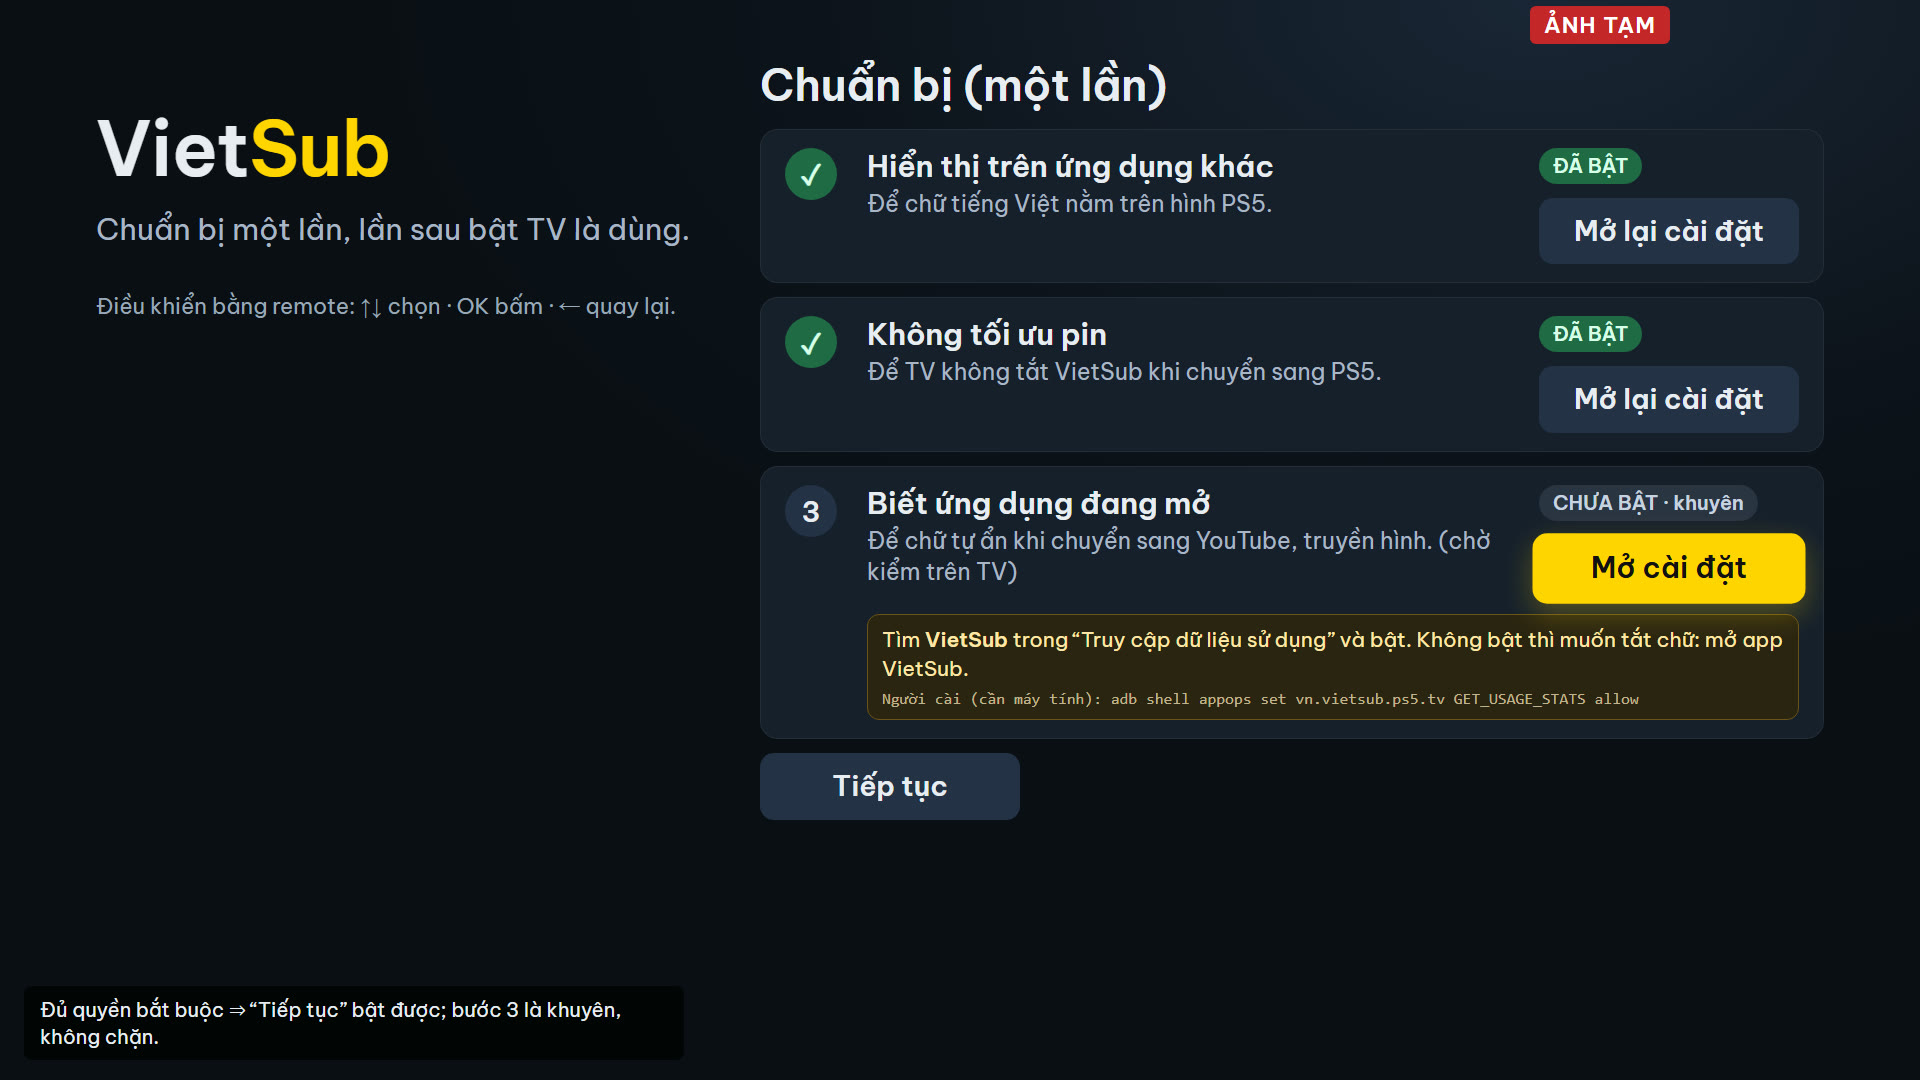 ẢNH TẠM
VietSub
Chuẩn bị một lần, lần sau bật TV là dùng.
Điều khiển bằng remote: ↑↓ chọn · OK bấm · ← quay lại.
Chuẩn bị (một lần)
✓
Hiển thị trên ứng dụng khác
Để chữ tiếng Việt nằm trên hình PS5.
ĐÃ BẬT
Mở lại cài đặt
✓
Không tối ưu pin
Để TV không tắt VietSub khi chuyển sang PS5.
ĐÃ BẬT
Mở lại cài đặt
3
Biết ứng dụng đang mở
Để chữ tự ẩn khi chuyển sang YouTube, truyền hình. (chờ
kiểm trên TV)
CHƯA BẬT · khuyên
Mở cài đặt
Tìm VietSub trong “Truy cập dữ liệu sử dụng” và bật. Không bật thì muốn tắt chữ: mở app
VietSub.
Người cài (cần máy tính): adb shell appops set vn.vietsub.ps5.tv GET_USAGE_STATS allow
Tiếp tục
Đủ quyền bắt buộc ⇒ “Tiếp tục” bật được; bước 3 là khuyên,
không chặn.